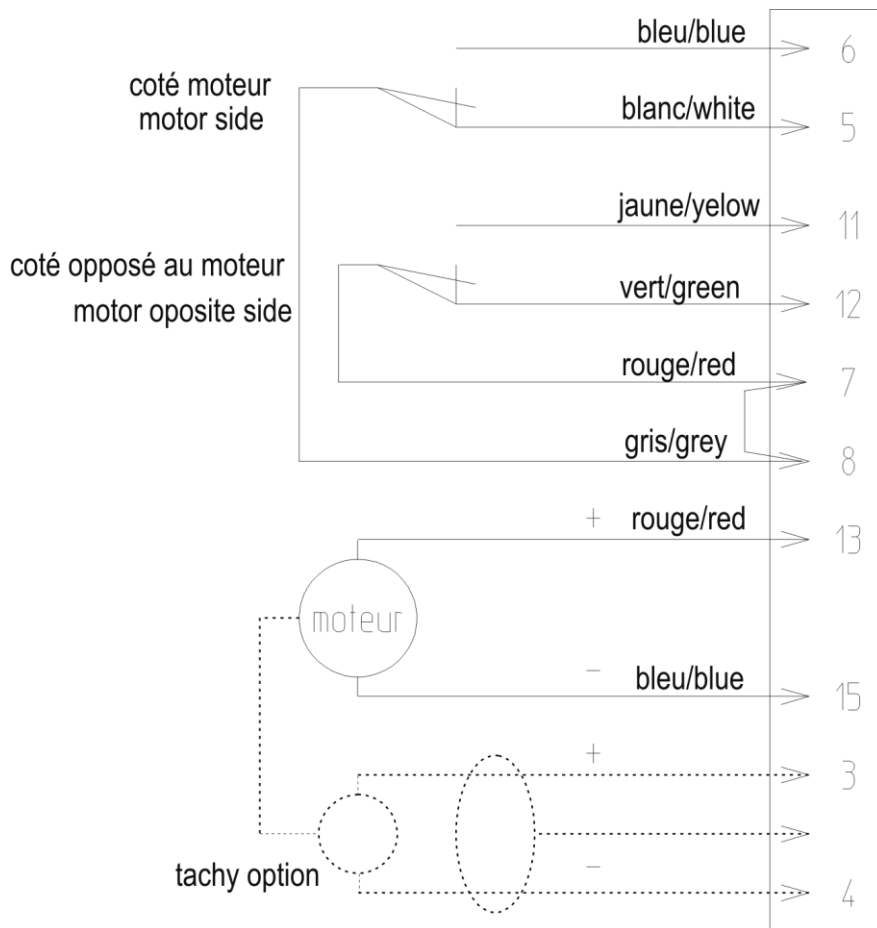 bleu/blue
6
coté moteur
motor side
blanc/white
5
jaune/yelow
11
coté opposé au moteur
motor oposite side
vert/green
12
rouge/red
7
gris/grey
8
+
rouge/red
13
moteur
−
bleu/blue
15
+
3
tachy option
−
4